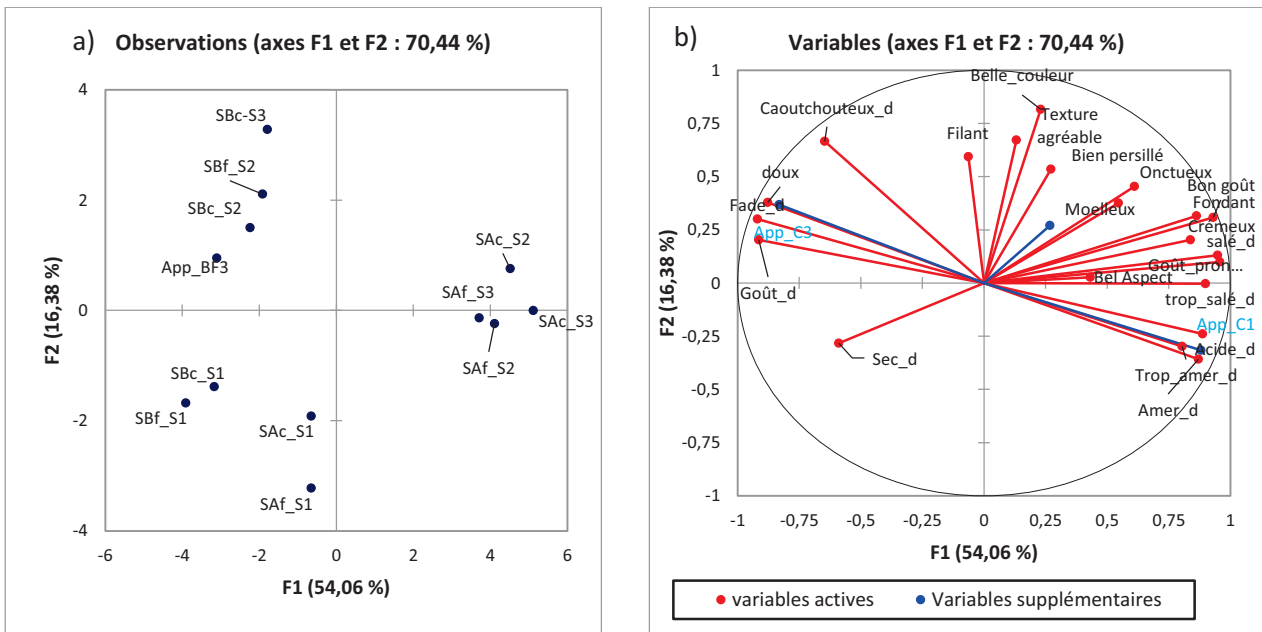 a)
Observations (axes F1 et F2 : 70,44 %)
4
2
0
-2
-4
F2 (16,38 %)
SBc-S3
SBf_S2
SBc_S2
App_BF3
SAc_S2
SAf_S3
SAc_S3
SAf_S2
SBc_S1
SBf_S1
SAc_S1
SAf_S1
-6
-4
-2
0
2
4
6
F1 (54,06 %)
b)
Variables (axes F1 et F2 : 70,44 %)
1
0,75
0,5
0,25
0
-0,25
-0,5
-0,75
-1
F2 (16,38 %)
Belle_couleur
Caoutchouteux_d
Texture
agréable
Filant
Bien persillé
Onctueux
doux
Bon goût
Fade_d
Moelleux
Fondant
Crémeux
App_C3
salé_d
Goût_pron...
Bel Aspect
Goût_d
trop_salé_d
App_C1
Acide_d
Sec_d
Trop_amer_d
Amer_d
-1
-0,75
-0,5
-0,25
0
0,25
0,5
0,75
1
F1 (54,06 %)
variables actives
Variables supplémentaires